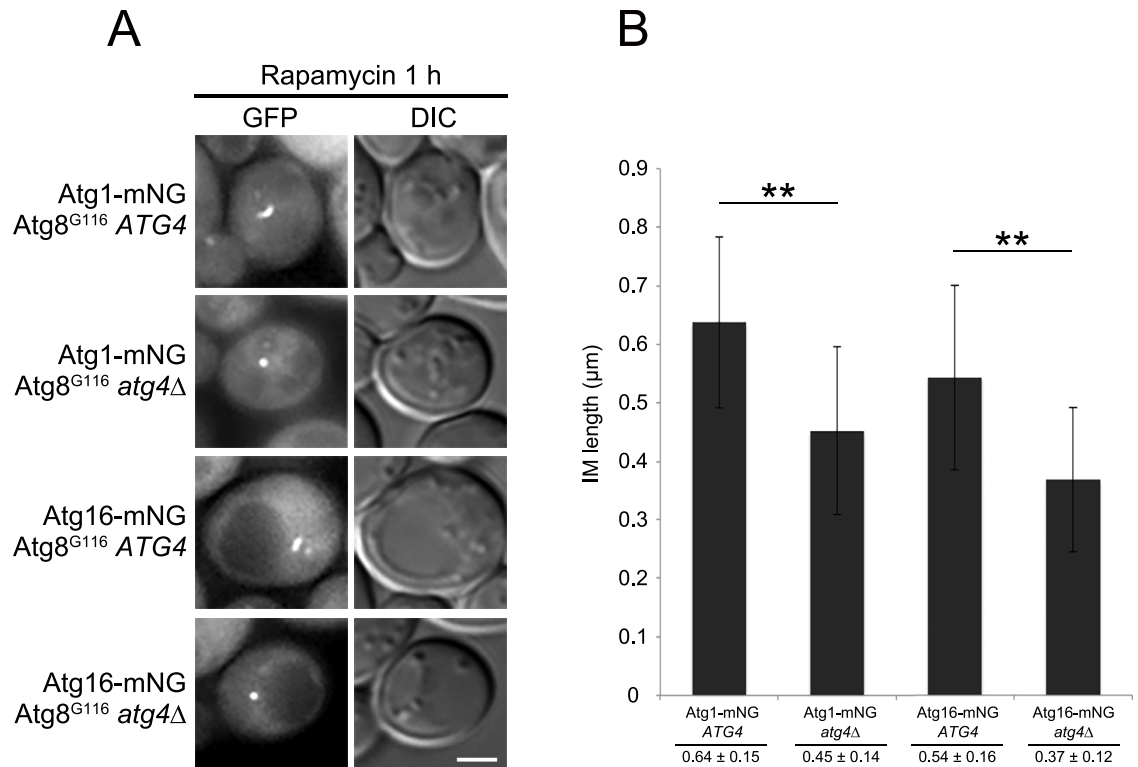 A
Rapamycin 1 h
GFP DIC
Atg1-mNG
Atg8G116 ATG4
Atg1-mNG
Atg8G116 atg4Δ
Atg16-mNG
Atg8G116 ATG4
Atg16-mNG
Atg8G116 atg4Δ
B
IM length (µm)
0.9
0.8
0.7
0.6
0.5
0.4
0.3
0.2
0.1
0
**
**
Atg1-mNG
ATG4
0.64 ± 0.15
Atg1-mNG
atg4Δ
0.45 ± 0.14
Atg16-mNG
ATG4
0.54 ± 0.16
Atg16-mNG
atg4Δ
0.37 ± 0.12